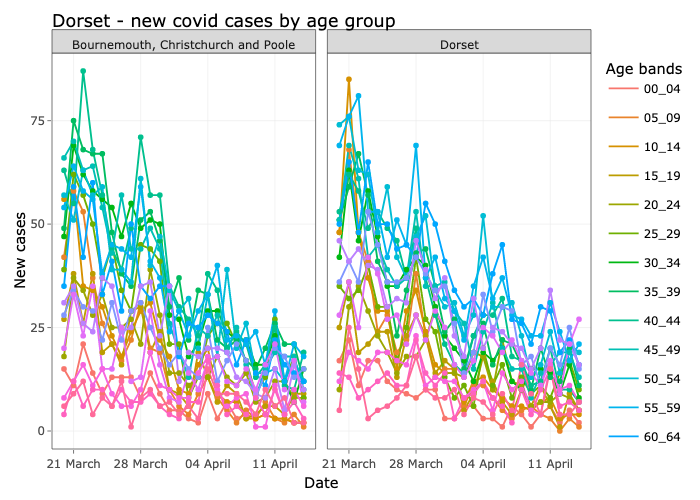 Dorset - new covid cases by age group
Bournemouth, Christchurch and Poole
Dorset
Age bands
00_04
05_09
10_14
15_19
20_24
25_29
30_34
35_39
40_44
45_49
50_54
55_59
60_64
New cases
75
50
25
0
21 March
28 March
04 April
11 April
21 March
28 March
04 April
11 April
Date